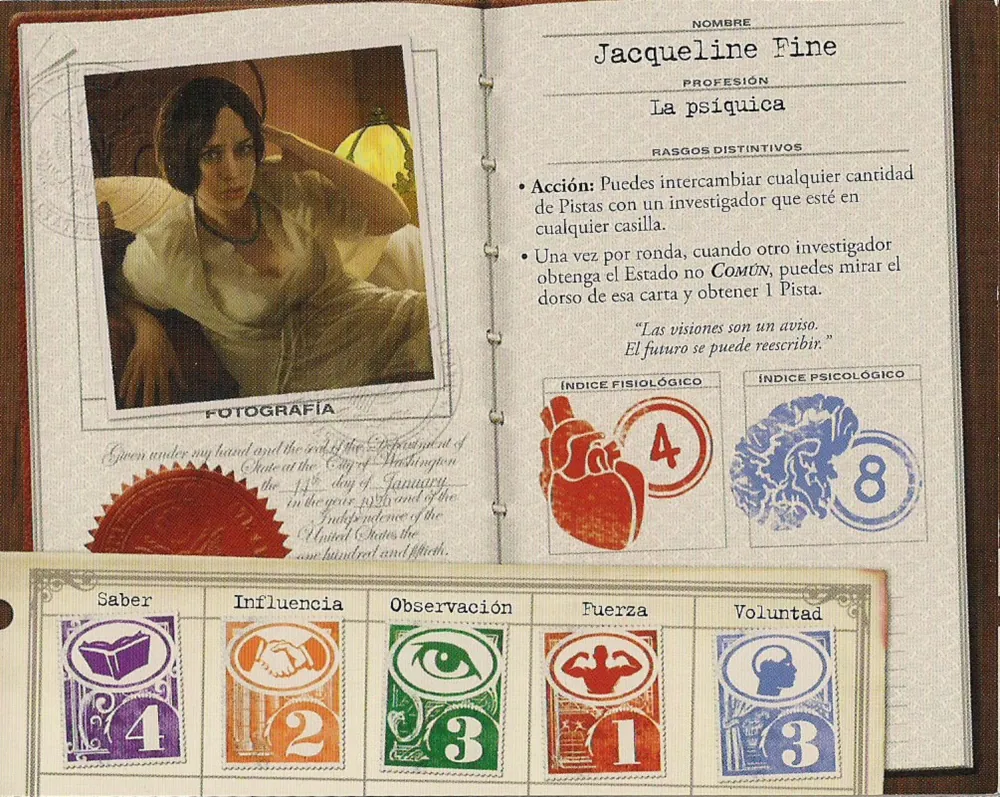 NOMBRE
Jacqueline Fine
PROFESIÓN
La psíquica
RASGOS DISTINTIVOS
• Acción: Puedes intercambiar cualquier cantidad
de Pistas con un investigador que esté en
cualquier casilla.
• Una vez por ronda, cuando otro investigador
obtenga el Estado no COMÚN, puedes mirar el
dorso de esa carta y obtener 1 Pista.
“Las visiones son un aviso.
El futuro se puede reescribir.”
ÍNDICE FISIOLÓGICO
4
ÍNDICE PSICOLÓGICO
8
FOTOGRAFÍA
Given under my hand and the seal of the Department of
State at the City of Washington
the 14th day of January
in the year 1926 and of the
Independence of the
United States the
one hundred and fiftieth.
Saber
Influencia
Observación
Fuerza
Voluntad
4
2
3
1
3